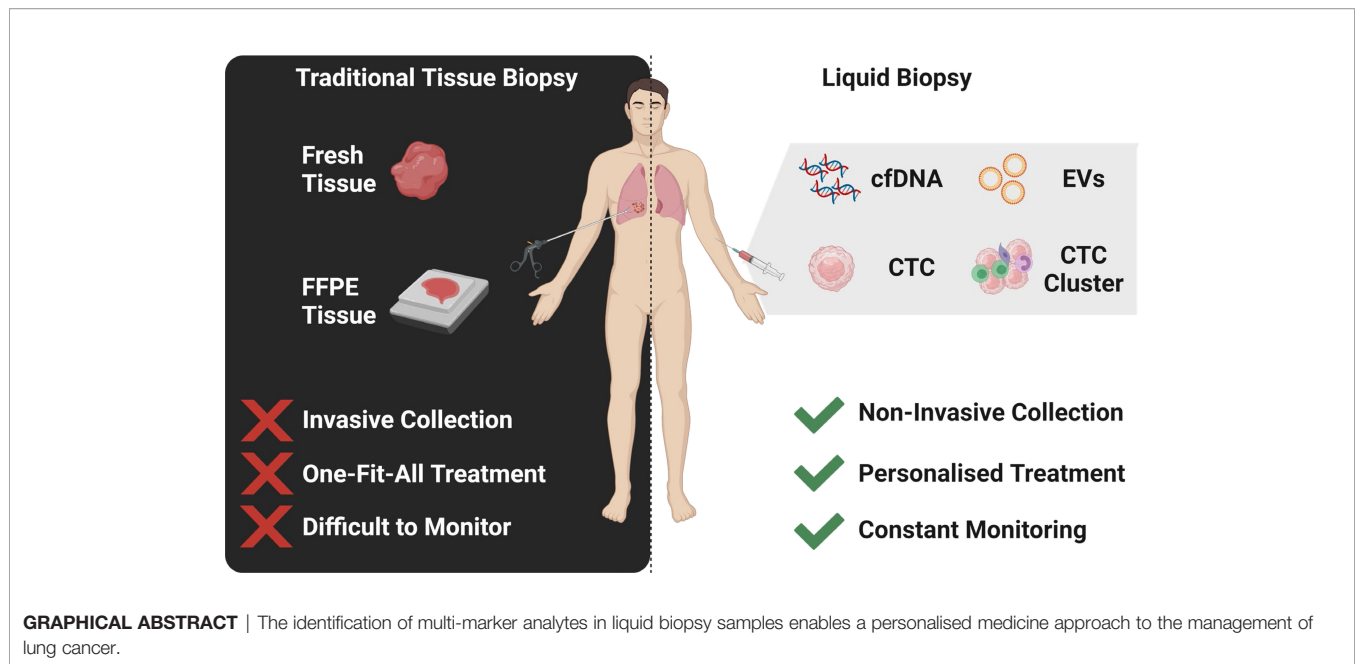 Traditional Tissue Biopsy
Fresh
Tissue
FFPE
Tissue
Invasive Collection
One-Fit-All Treatment
Difficult to Monitor
Liquid Biopsy
cfDNA
EVs
CTC
CTC
Cluster
Non-Invasive Collection
Personalised Treatment
Constant Monitoring
GRAPHICAL ABSTRACT | The identification of multi-marker analytes in liquid biopsy samples enables a personalised medicine approach to the management of
lung cancer.